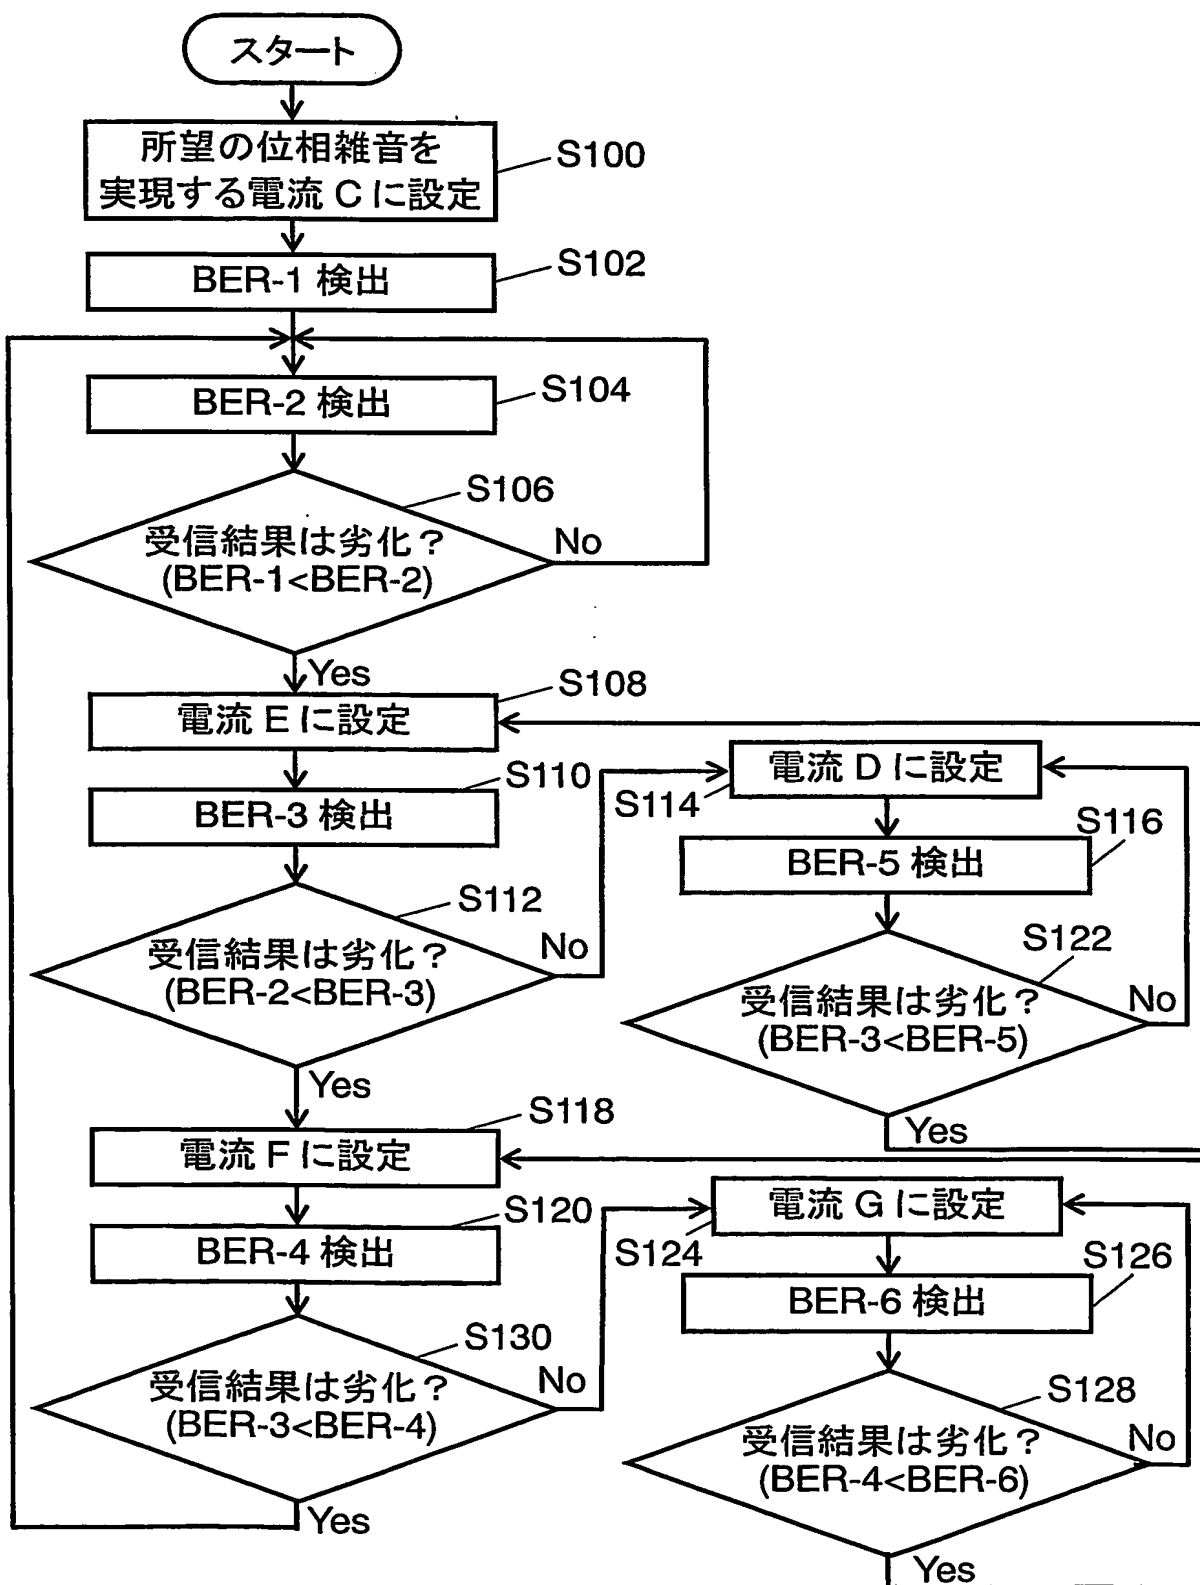 スタート
所望の位相雑音を
実現する電流 C に設定
S100
BER-1 検出
S102
BER-2 検出
S104
S106
受信結果は劣化？
(BER-1<BER-2)
No
Yes
S108
電流 E に設定
S110
BER-3 検出
S112
受信結果は劣化？
(BER-2<BER-3)
No
Yes
電流 D に設定
S114
S116
BER-5 検出
S122
受信結果は劣化？
(BER-3<BER-5)
No
Yes
S118
電流 F に設定
S120
BER-4 検出
S130
受信結果は劣化？
(BER-3<BER-4)
No
Yes
電流 G に設定
S124
S126
BER-6 検出
S128
受信結果は劣化？
(BER-4<BER-6)
No
Yes